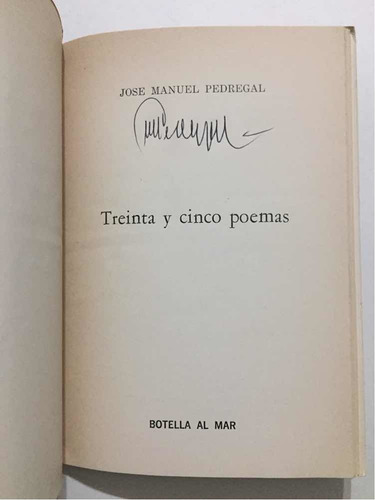 JOSE MANUEL PEDREGAL
Treinta y cinco poemas
BOTELLA AL MAR